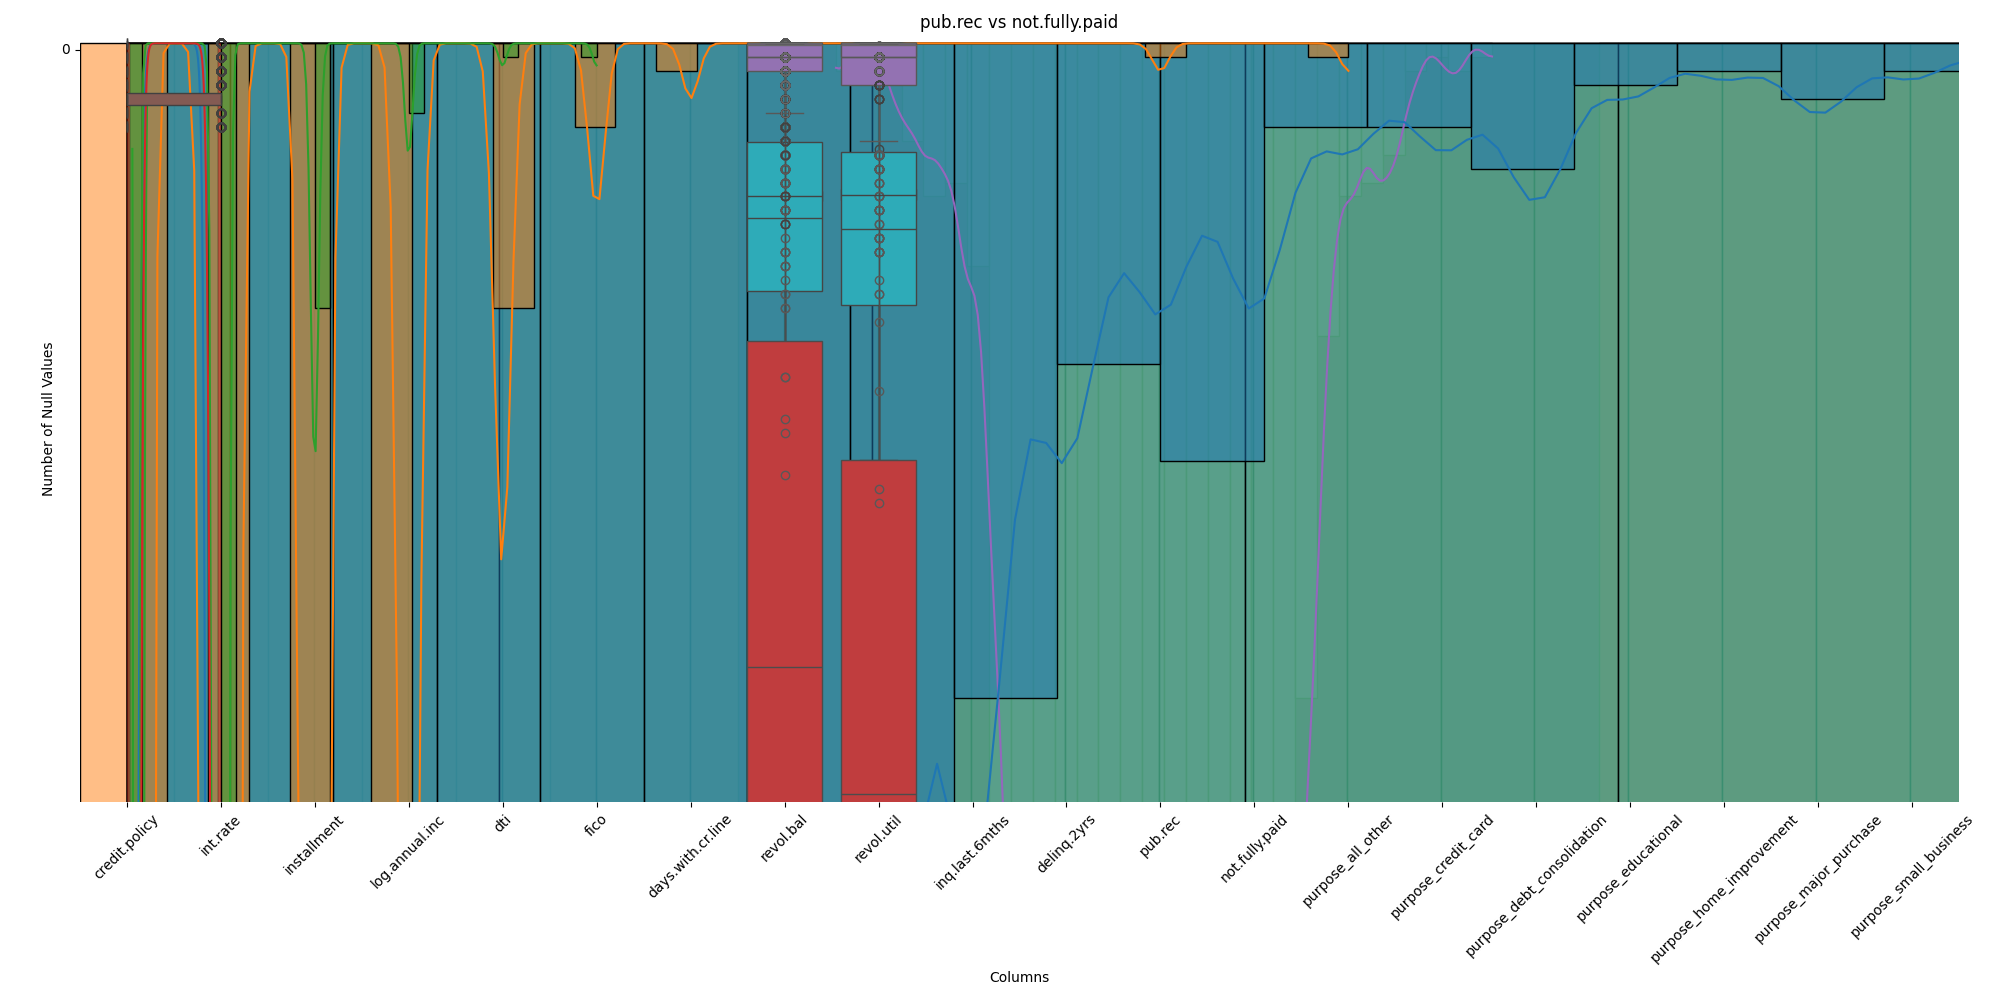 pub.rec vs not.fully.paid
0
Number of Null Values
credit.policy
int.rate
installment
log.annual.inc
dti
fico
days.with.cr.line
revol.bal
revol.util
inq.last.6mths
delinq.2yrs
pub.rec
not.fully.paid
purpose_all_other
purpose_credit_card
purpose_debt_consolidation
purpose_educational
purpose_home_improvement
purpose_major_purchase
purpose_small_business
Columns